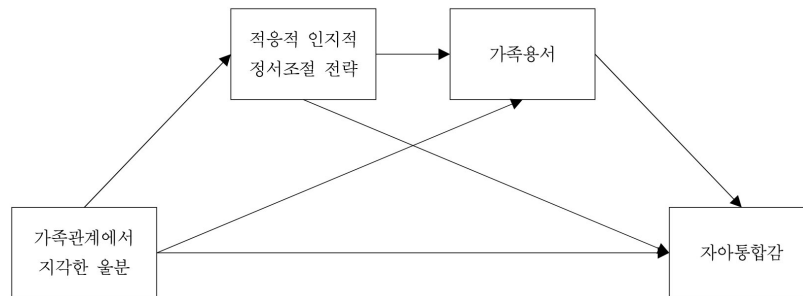 적응적 인지적
정서조절 전략
가족용서
가족관계에서
지각한 울분
자아통합감